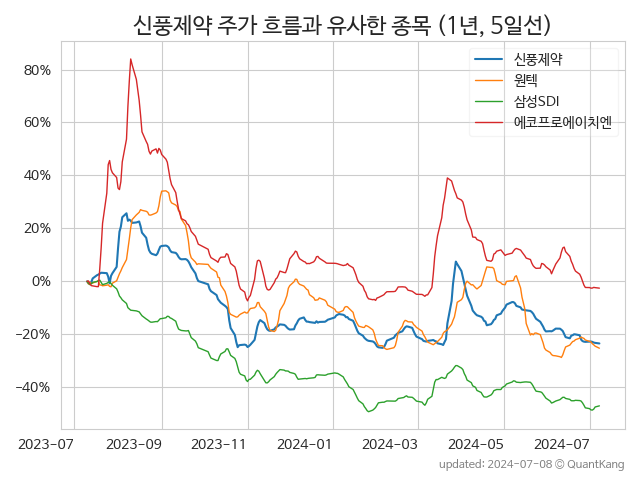 신풍제약 주가 흐름과 유사한 종목 (1년, 5일선)
신풍제약
원텍
삼성SDI
에코프로에이치엔
80%
60%
40%
20%
0%
−20%
−40%
2023-07 2023-09 2023-11 2024-01 2024-03 2024-05 2024-07
updated: 2024-07-08 © QuantKang